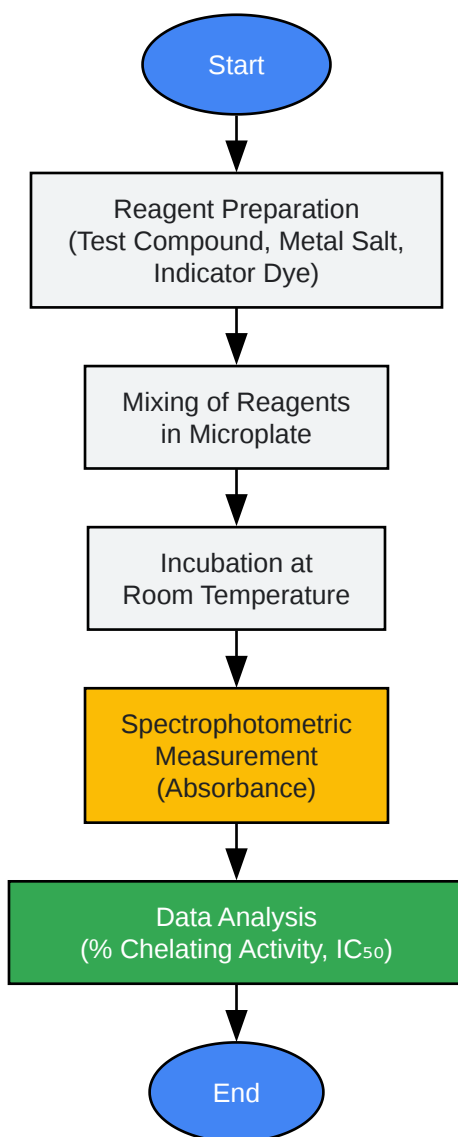 Start
Reagent Preparation
(Test Compound, Metal Salt,
Indicator Dye)
Mixing of Reagents
in Microplate
Incubation at
Room Temperature
Spectrophotometric
Measurement
(Absorbance)
Data Analysis
(% Chelating Activity, IC₅₀)
End